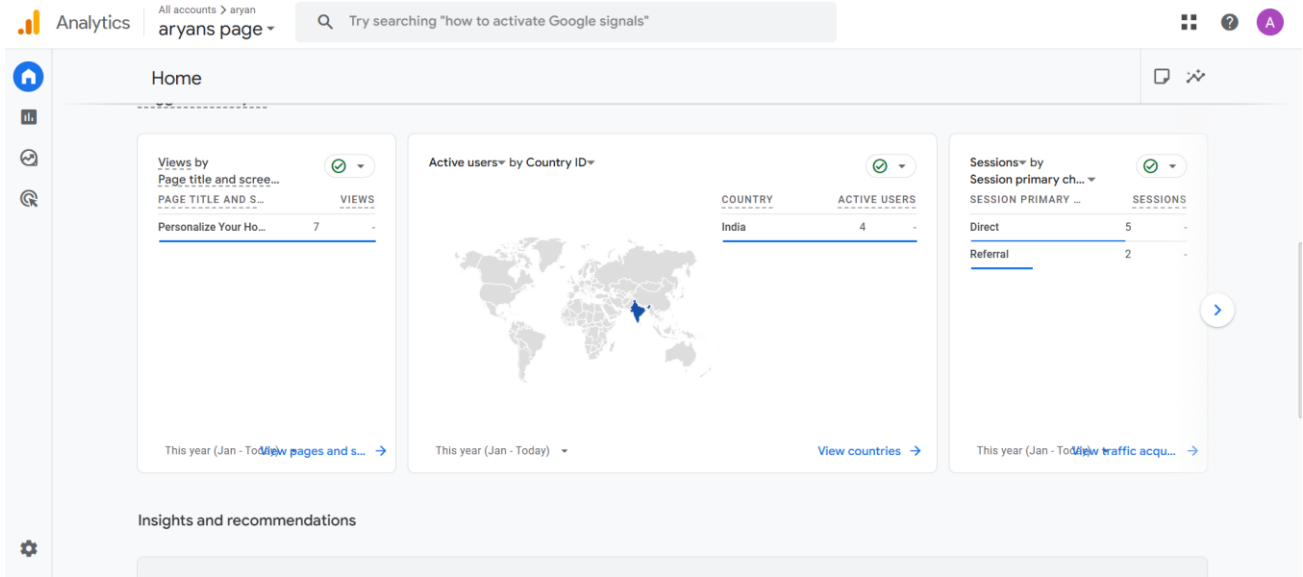 All accounts > aryan
Analytics
aryans page
Try searching "how to activate Google signals"
A
Home
Views by
Page title and scree...
PAGE TITLE AND S... VIEWS
Personalize Your Ho... 7 -
This year (Jan - Today)
View pages and s...
Active users by Country ID
COUNTRY ACTIVE USERS
India 4 -
This year (Jan - Today)
View countries
Sessions by
Session primary ch...
SESSION PRIMARY ... SESSIONS
Direct 5 -
Referral 2 -
This year (Jan - Today)
View traffic acqu...
Insights and recommendations